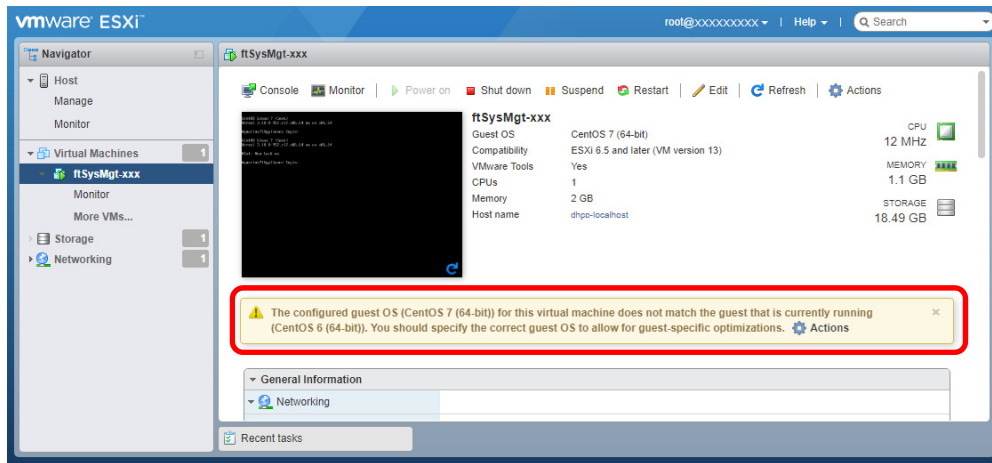 vmware ESXi™
root@xxxxxxxxx
Help
Search
Navigator
Host
Manage
Monitor
Virtual Machines
1
ftSysMgt-xxx
Monitor
More VMs...
Storage
1
Networking
1
ftSysMgt-xxx
Console
Monitor
Power on
Shut down
Suspend
Restart
Edit
Refresh
Actions
ftSysMgt-xxx
Guest OS CentOS 7 (64-bit)
Compatibility ESXi 6.5 and later (VM version 13)
VMware Tools Yes
CPUs 1
Memory 2 GB
Host name dhpp-localhost
CPU
12 MHz
MEMORY
1.1 GB
STORAGE
18.49 GB
The configured guest OS (CentOS 7 (64-bit)) for this virtual machine does not match the guest that is currently running
(CentOS 6 (64-bit)). You should specify the correct guest OS to allow for guest-specific optimizations. Actions
General Information
Networking
Recent tasks